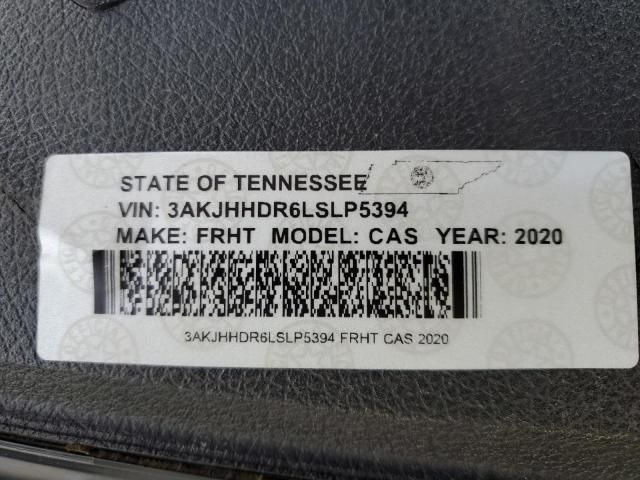 STATE OF TENNESSEE
VIN: 3AKJHHDR6LSLP5394
MAKE: FRHT MODEL: CAS YEAR: 2020
3AKJHHDR6LSLP5394 FRHT CAS 2020